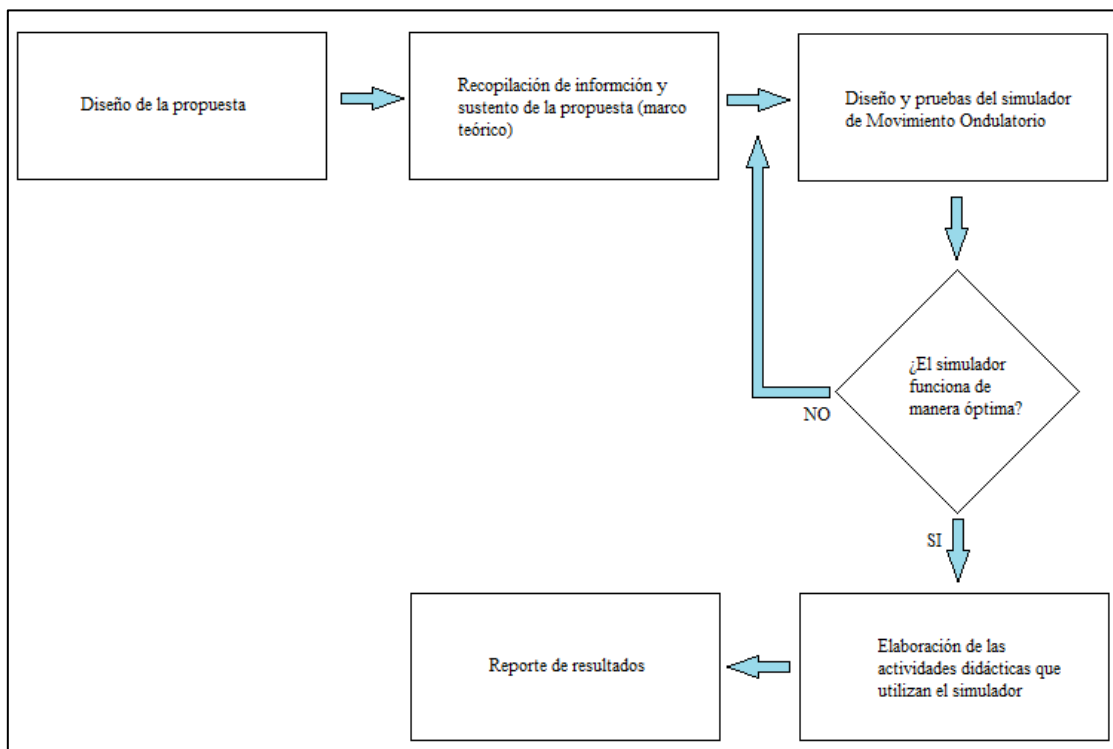 Diseño de la propuesta
Recopilación de informción y
sustento de la propuesta (marco
teórico)
Diseño y pruebas del simulador
de Movimiento Ondulatorio
¿El simulador
funciona de
manera óptima?
NO
SI
Elaboración de las
actividades didácticas que
utilizan el simulador
Reporte de resultados